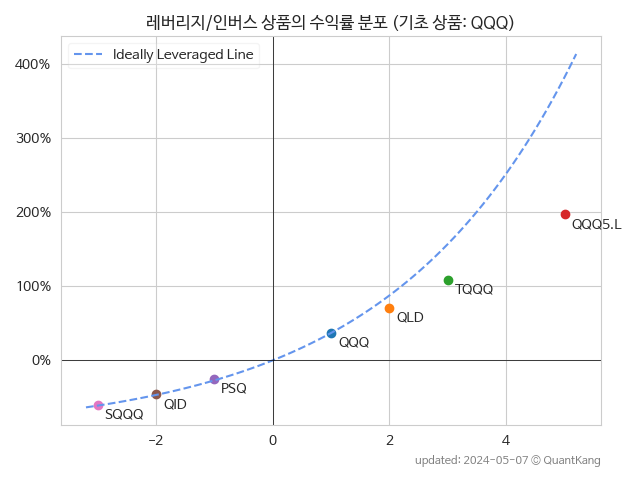 레버리지/인버스 상품의 수익률 분포 (기초 상품: QQQ)
Ideally Leveraged Line
400%
300%
200%
100%
0%
QQQ5.L
TQQQ
QLD
QQQ
PSQ
QID
SQQQ
−2
0
2
4
updated: 2024-05-07 © QuantKang